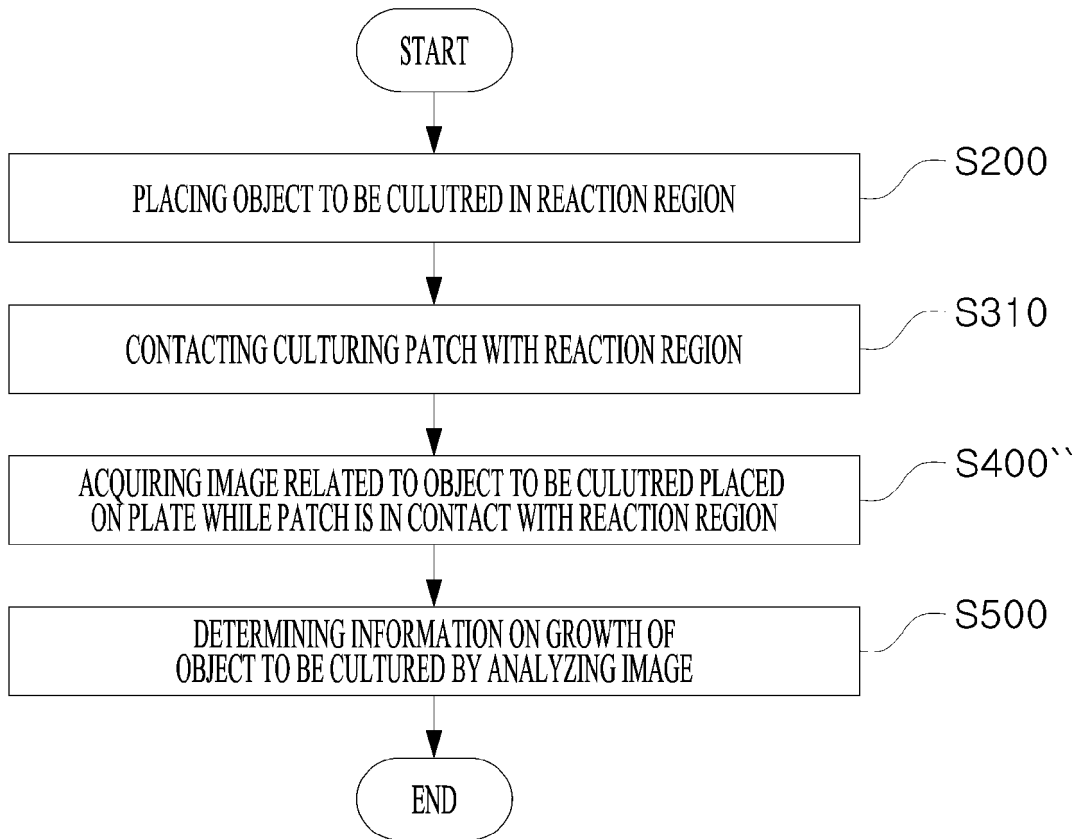 START
PLACING OBJECT TO BE CULUTRED IN REACTION REGION
S200
CONTACTING CULTURING PATCH WITH REACTION REGION
S310
ACQUIRING IMAGE RELATED TO OBJECT TO BE CULUTRED PLACED
ON PLATE WHILE PATCH IS IN CONTACT WITH REACTION REGION
S400``
DETERMINING INFORMATION ON GROWTH OF
OBJECT TO BE CULTURED BY ANALYZING IMAGE
S500
END